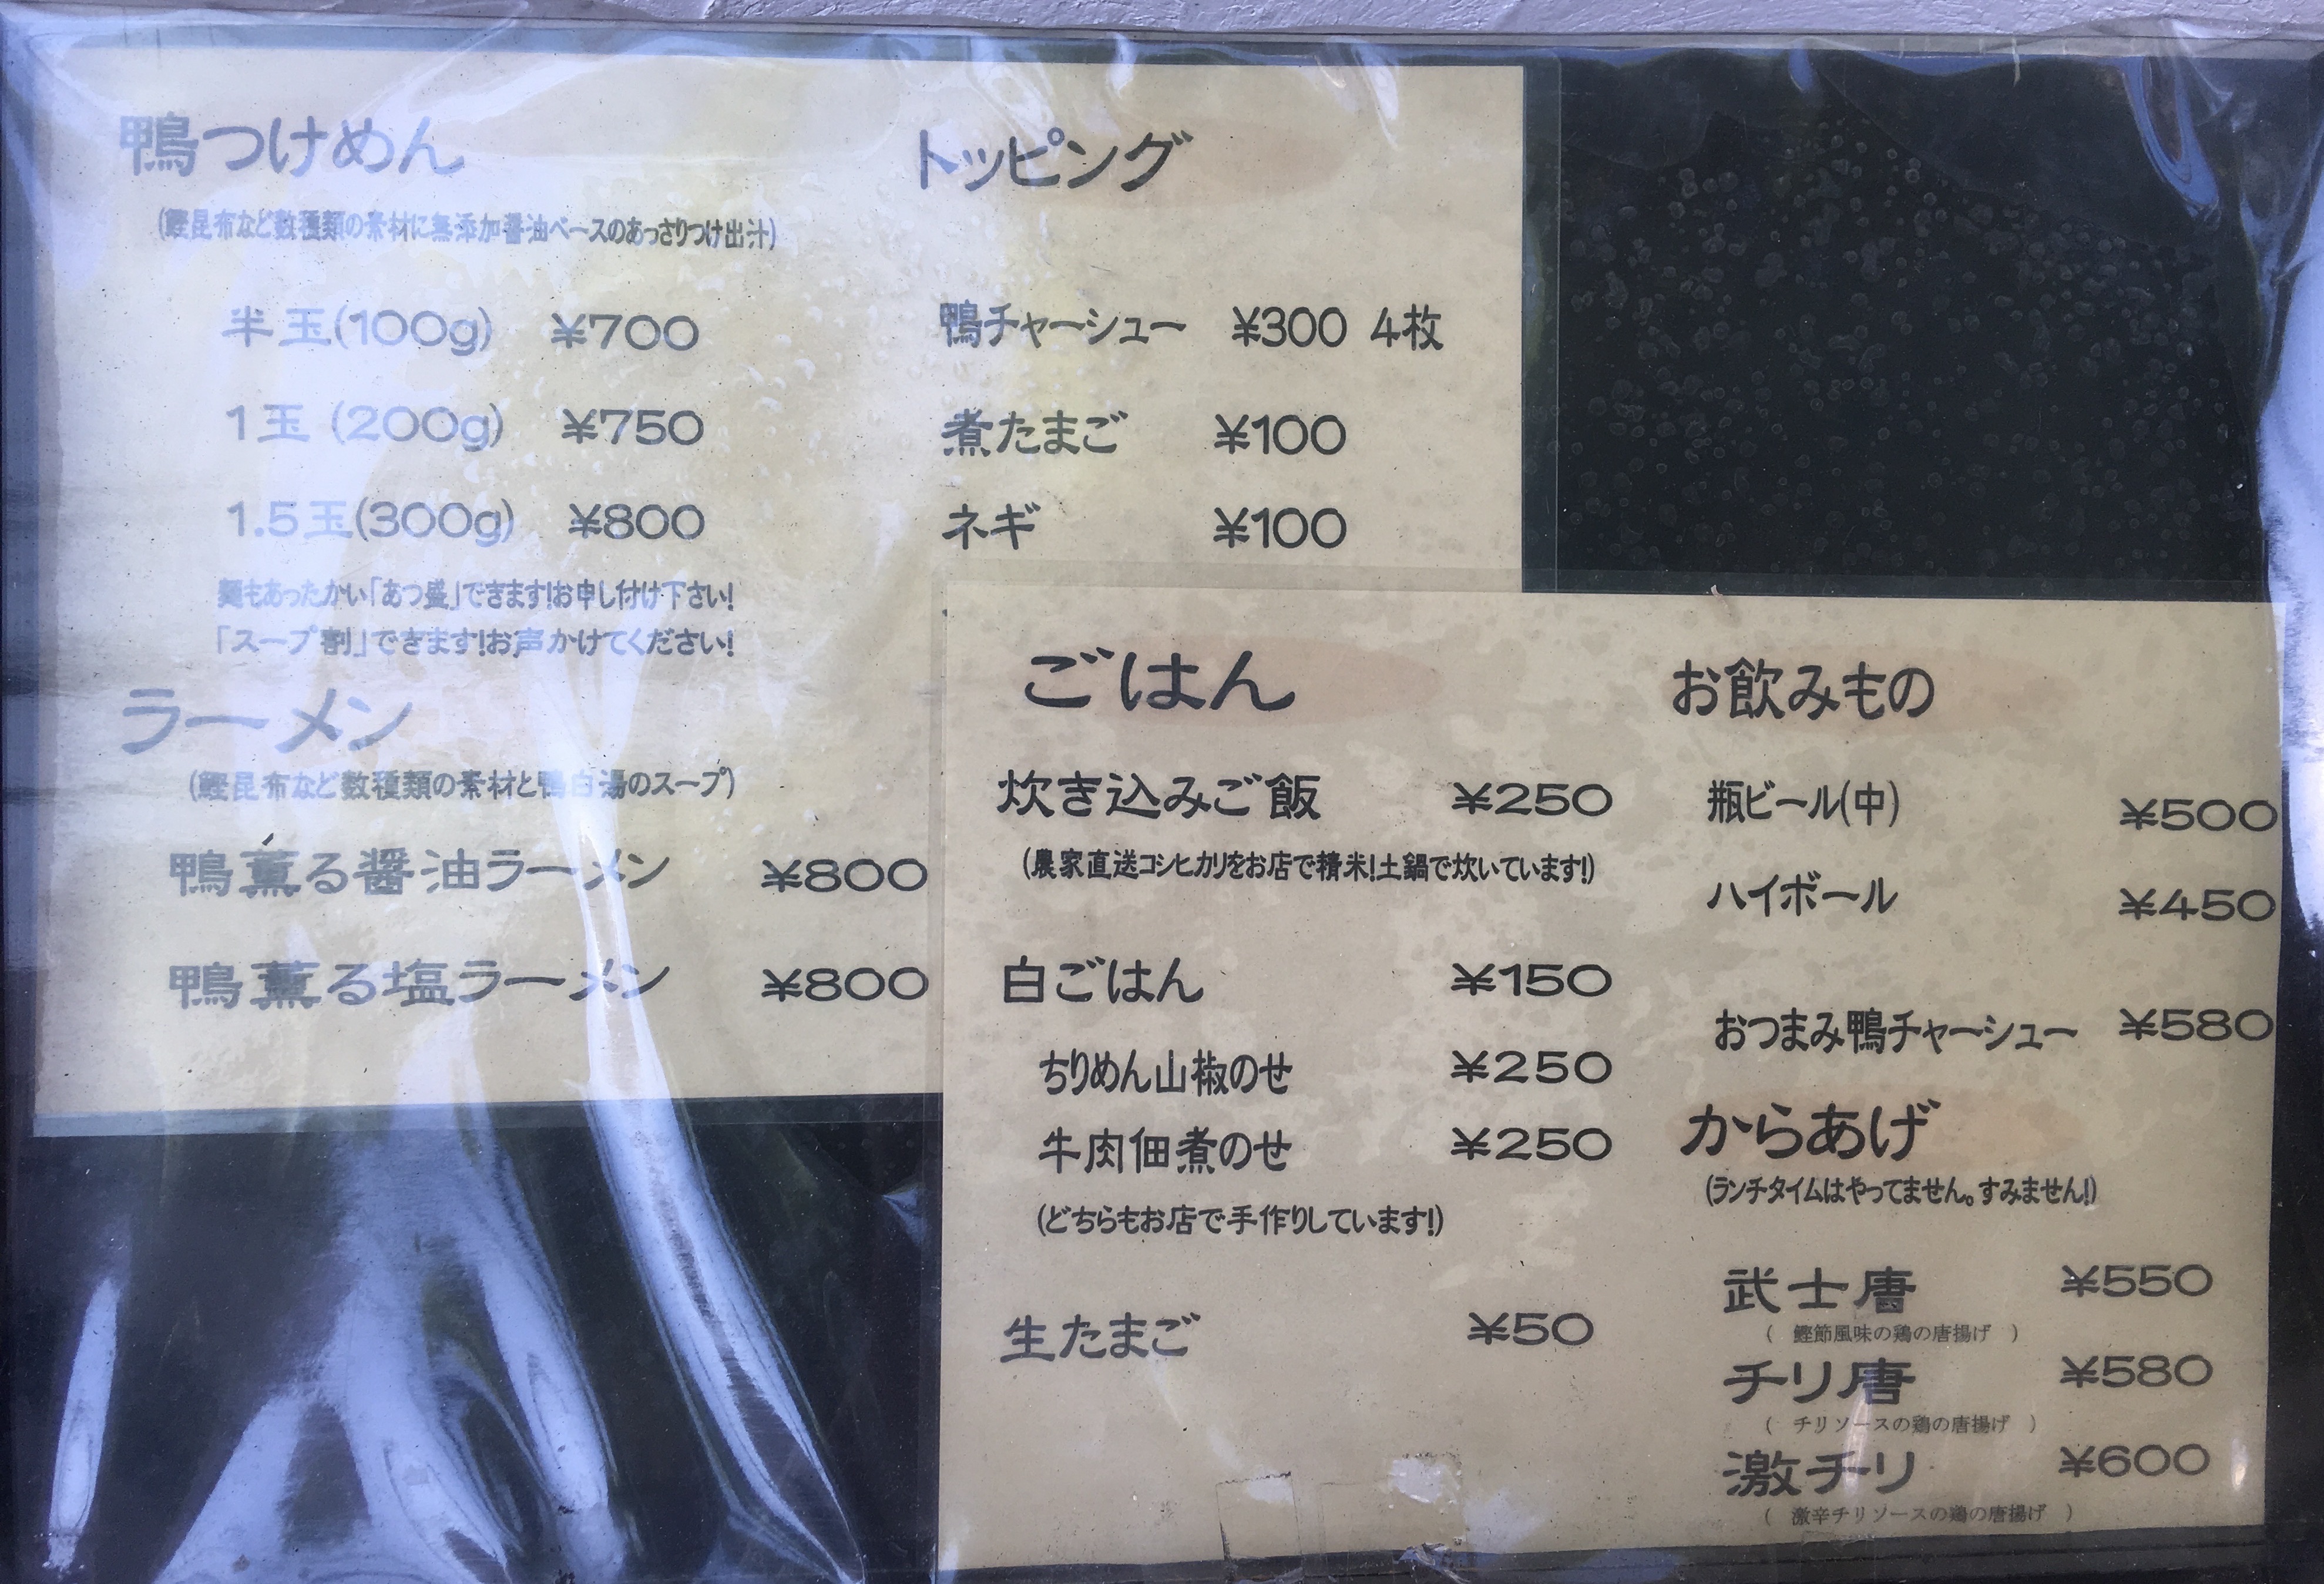 鴨つけめん
(鰹昆布など数種類の素材に無添加醤油ベースのあっさりつけ出汁)
半玉(100g) ¥700
1玉 (200g) ¥750
1.5玉(300g) ¥800
麺もあったかい「あつ盛」できます!お申し付け下さい!
「スープ割」できます!お声かけてください!
ラーメン
(鰹昆布など数種類の素材と鴨白湯のスープ)
鴨薫る醤油ラーメン ¥800
鴨薫る塩ラーメン ¥800
トッピング
鴨チャーシュー ¥300 4枚
煮たまご ¥100
ネギ ¥100
ごはん
炊き込みご飯 ¥250
(農家直送コシヒカリをお店で精米!土鍋で炊いています!)
白ごはん ¥150
ちりめん山椒のせ ¥250
牛肉佃煮のせ ¥250
(どちらもお店で手作りしています!)
生たまご ¥50
お飲みもの
瓶ビール(中) ¥500
ハイボール ¥450
おつまみ鴨チャーシュー ¥580
からあげ
(ランチタイムはやってません。すみません!)
武士唐 ¥550
( 鰹節風味の鶏の唐揚げ )
チリ唐 ¥580
( チリソースの鶏の唐揚げ )
激チリ ¥600
( 激辛チリソースの鶏の唐揚げ )